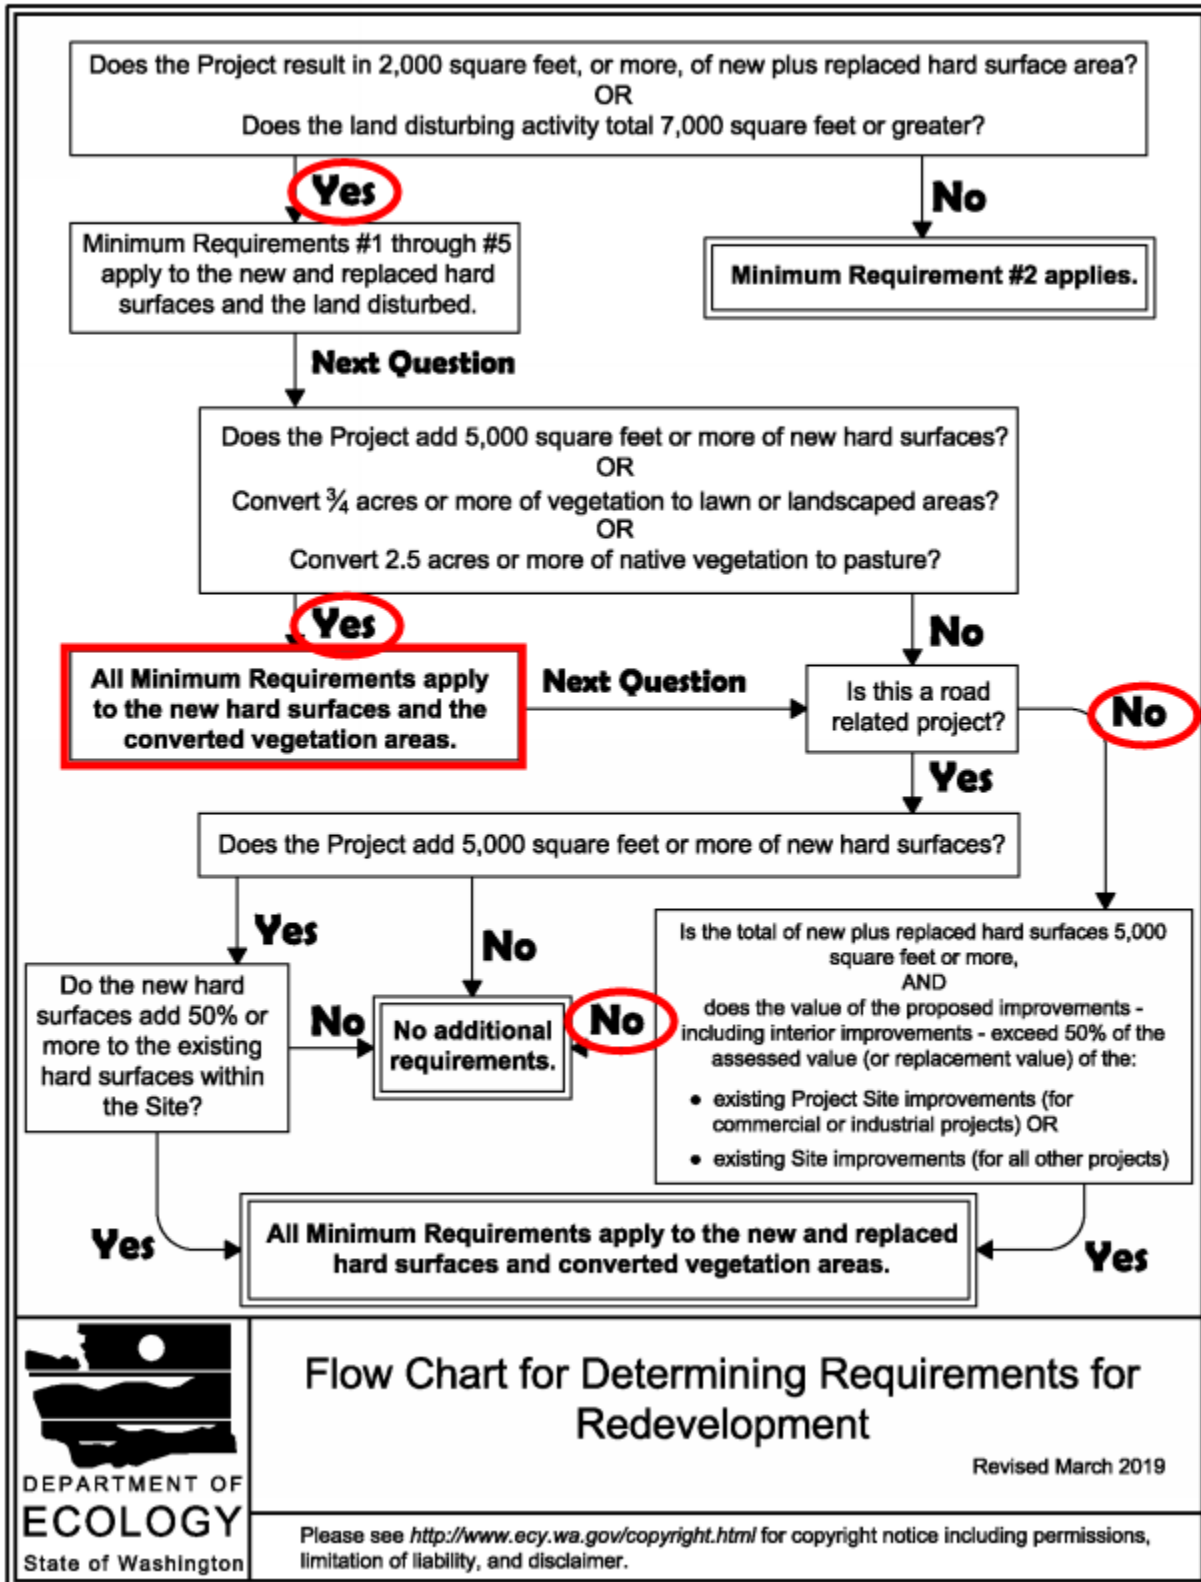 Does the Project result in 2,000 square feet, or more, of new plus replaced hard surface area?
OR
Does the land disturbing activity total 7,000 square feet or greater?
Yes
No
Minimum Requirements #1 through #5
apply to the new and replaced hard
surfaces and the land disturbed.
Minimum Requirement #2 applies.
Next Question
Does the Project add 5,000 square feet or more of new hard surfaces?
OR
Convert ¾ acres or more of vegetation to lawn or landscaped areas?
OR
Convert 2.5 acres or more of native vegetation to pasture?
Yes
No
All Minimum Requirements apply
to the new hard surfaces and the
converted vegetation areas.
Next Question
Is this a road
related project?
No
Yes
Does the Project add 5,000 square feet or more of new hard surfaces?
Yes
No
Do the new hard
surfaces add 50% or
more to the existing
hard surfaces within
the Site?
No
No additional
requirements.
No
Is the total of new plus replaced hard surfaces 5,000
square feet or more,
AND
does the value of the proposed improvements -
including interior improvements - exceed 50% of the
assessed value (or replacement value) of the:
● existing Project Site improvements (for
commercial or industrial projects) OR
● existing Site improvements (for all other projects)
Yes
All Minimum Requirements apply to the new and replaced
hard surfaces and converted vegetation areas.
Yes
DEPARTMENT OF
ECOLOGY
State of Washington
Flow Chart for Determining Requirements for
Redevelopment
Revised March 2019
Please see http://www.ecy.wa.gov/copyright.html for copyright notice including permissions,
limitation of liability, and disclaimer.